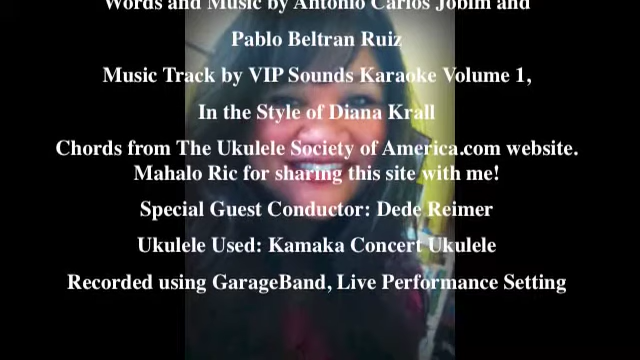 Words and Music by Antonio Carlos Jobim and
Pablo Beltran Ruiz
Music Track by VIP Sounds Karaoke Volume 1,
In the Style of Diana Krall
Chords from The Ukulele Society of America.com website.
Mahalo Ric for sharing this site with me!
Special Guest Conductor: Dede Reimer
Ukulele Used: Kamaka Concert Ukulele
Recorded using GarageBand, Live Performance Setting